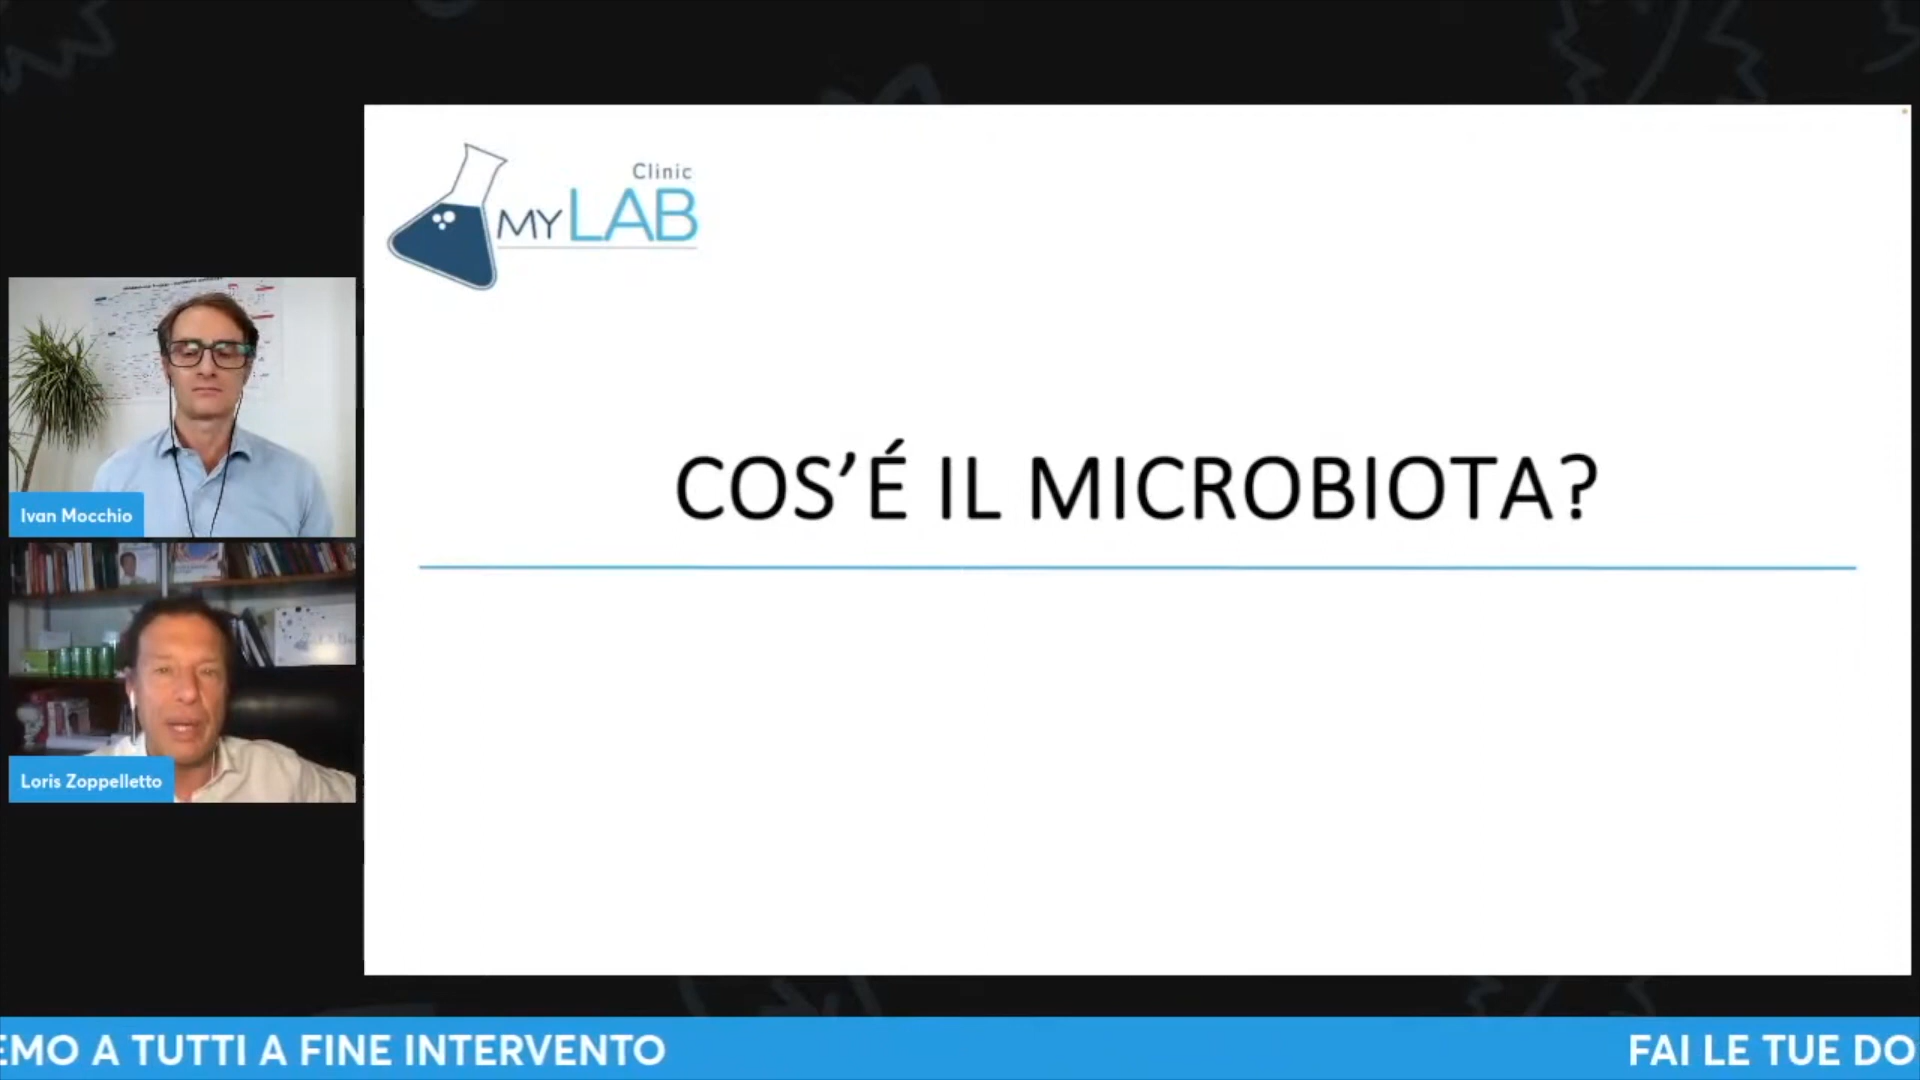 Clinic
MY LAB
COS’É IL MICROBIOTA?
Ivan Mocchio
Loris Zoppelletto
EMO A TUTTI A FINE INTERVENTO
FAI LE TUE DO